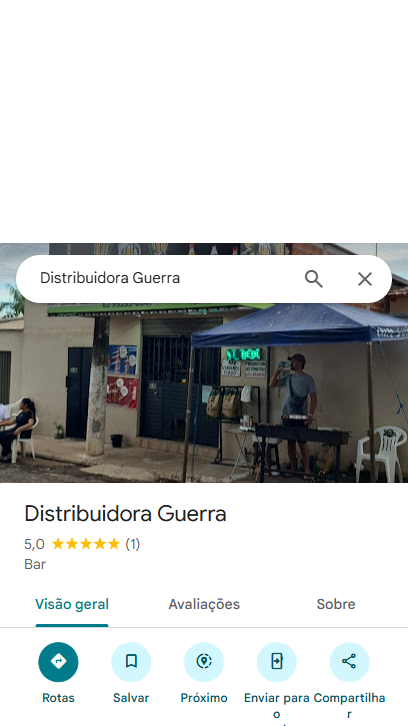 Distribuidora Guerra
Distribuidora Guerra
5,0 (1)
Bar
Visão geral
Avaliações
Sobre
Rotas
Salvar
Próximo
Enviar para o
Compartilhar